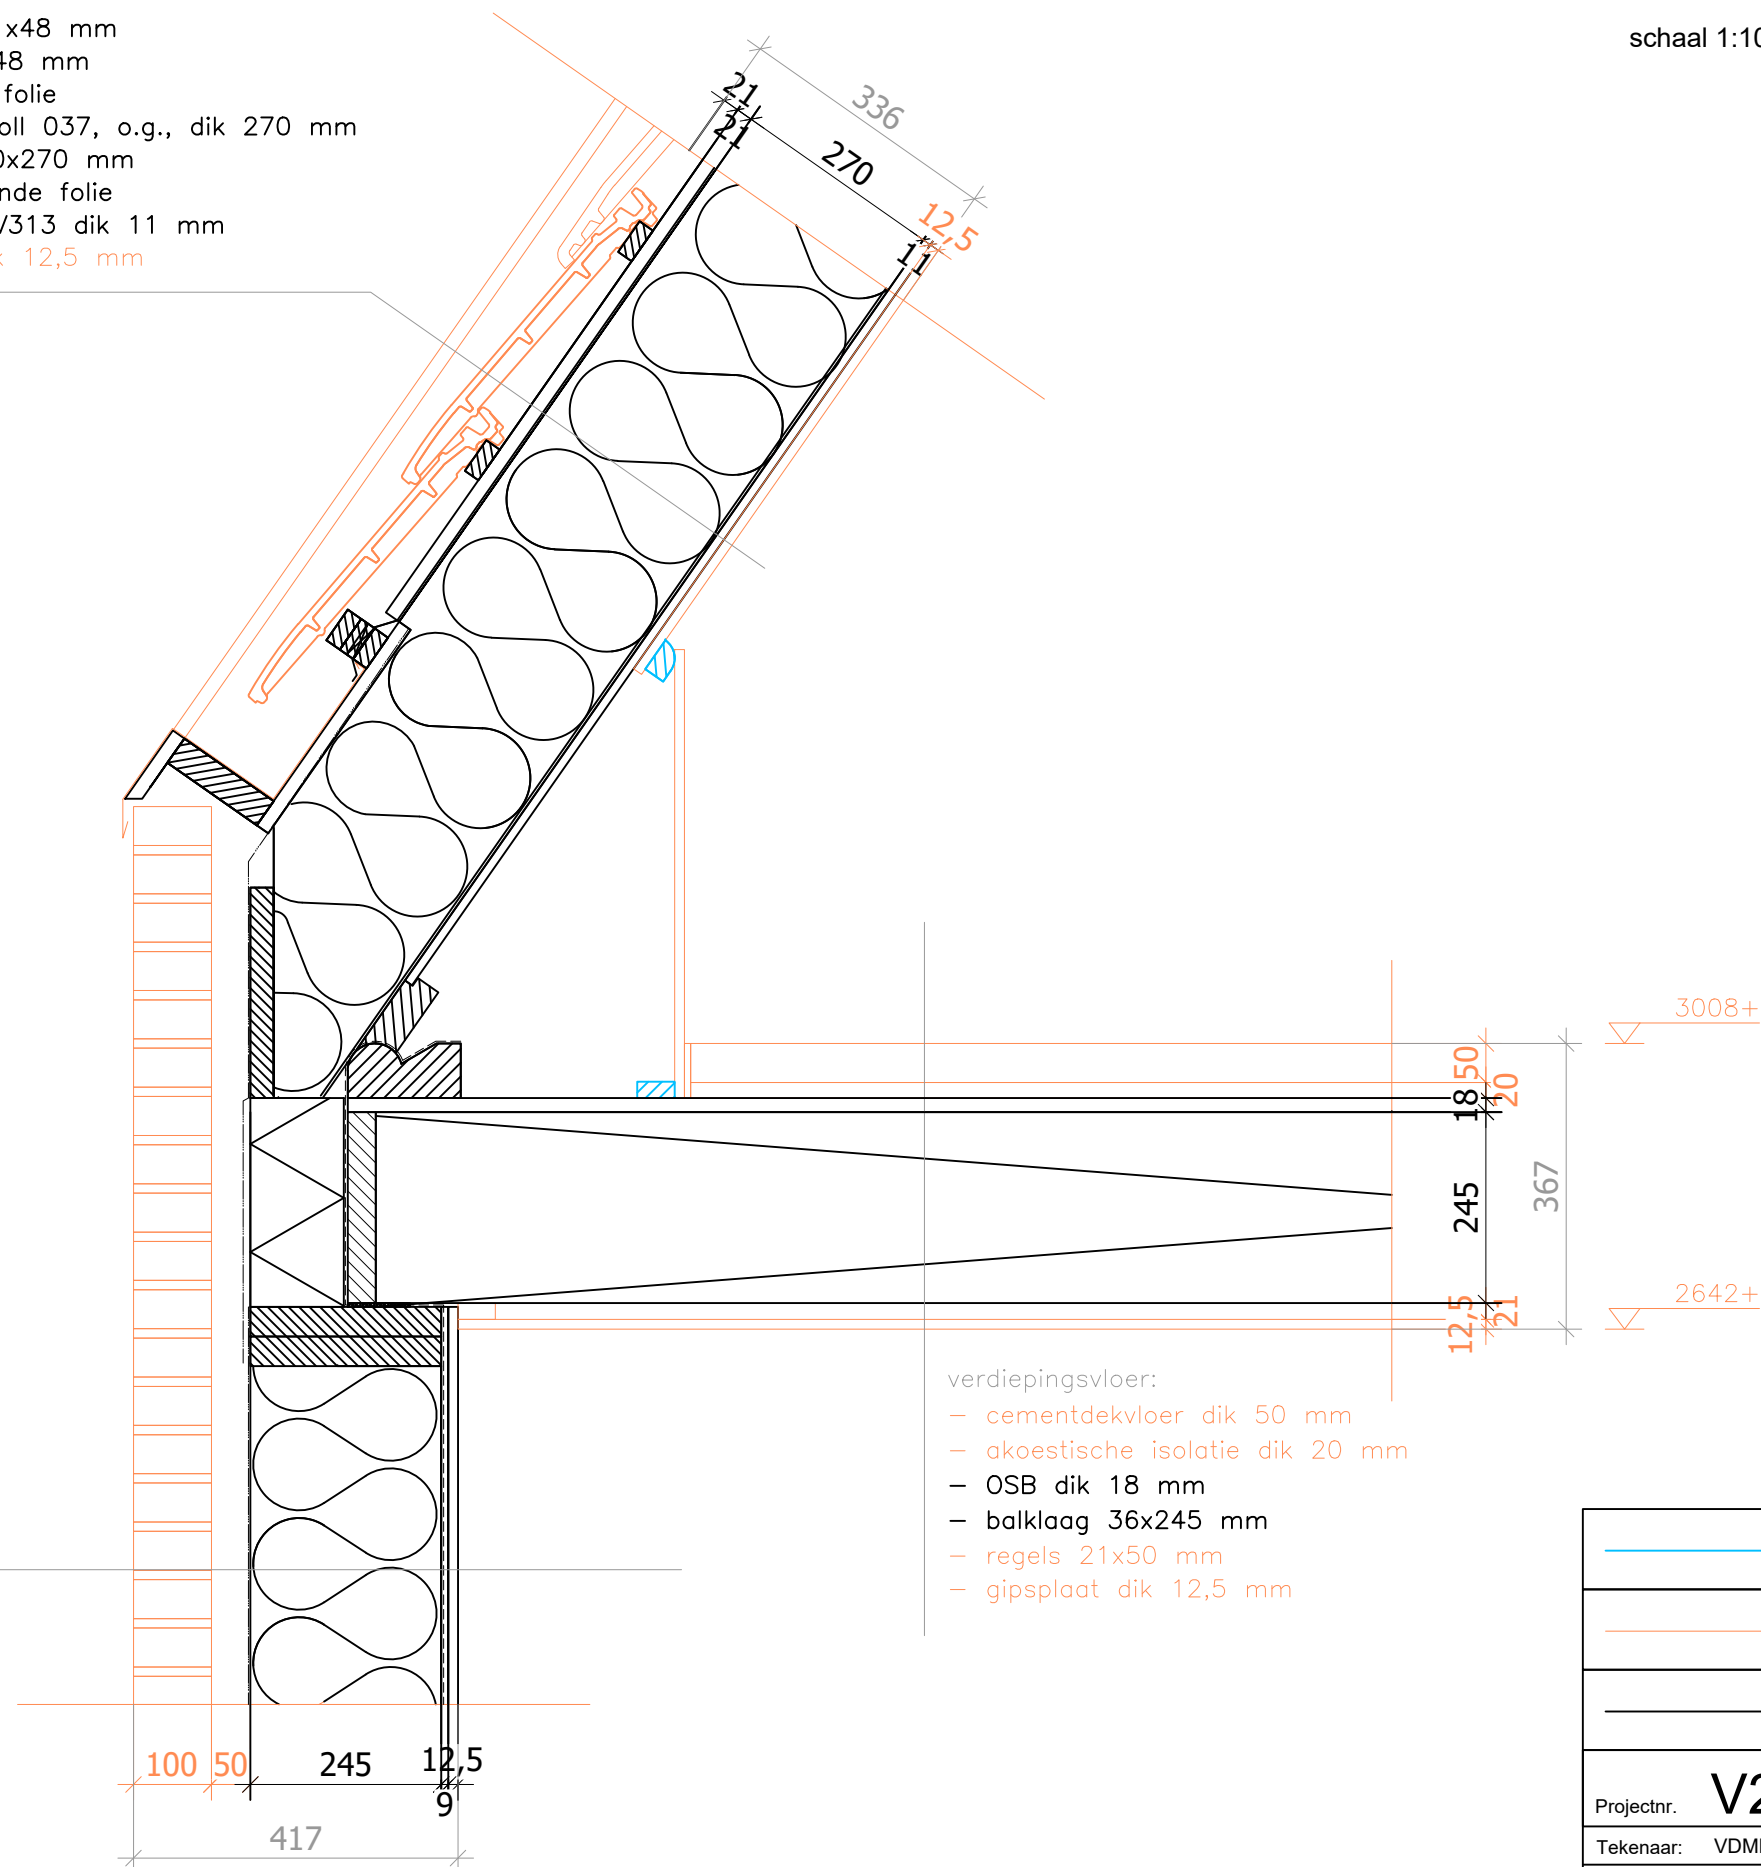 x48 mm
48 mm
folie
oll 037, o.g., dik 270 mm
0x270 mm
nde folie
V313 dik 11 mm
k 12,5 mm
schaal 1:10
21
21
336
270
12,5
11
3008+
50
20
18
245
367
12,5
21
2642+
verdiepingsvloer:
– cementdekvloer dik 50 mm
– akoestische isolatie dik 20 mm
– OSB dik 18 mm
– balklaag 36x245 mm
– regels 21x50 mm
– gipsplaat dik 12,5 mm
100
50
245
12,5
9
417
Projectnr. V2
Tekenaar: VDM